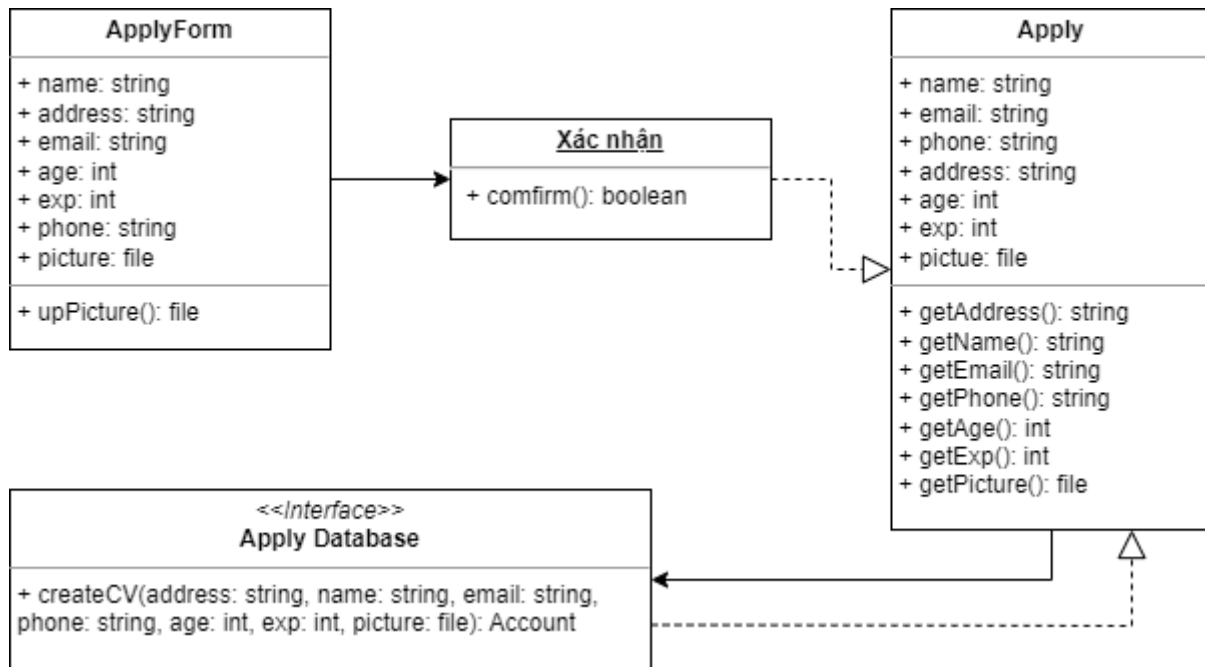 ApplyForm
+ name: string
+ address: string
+ email: string
+ age: int
+ exp: int
+ phone: string
+ picture: file
+ upPicture(): file
Xác nhận
+ comfirm(): boolean
Apply
+ name: string
+ email: string
+ phone: string
+ address: string
+ age: int
+ exp: int
+ pictue: file
+ getAddress(): string
+ getName(): string
+ getEmail(): string
+ getPhone(): string
+ getAge(): int
+ getExp(): int
+ getPicture(): file
<<Interface>>
Apply Database
+ createCV(address: string, name: string, email: string,
phone: string, age: int, exp: int, picture: file): Account